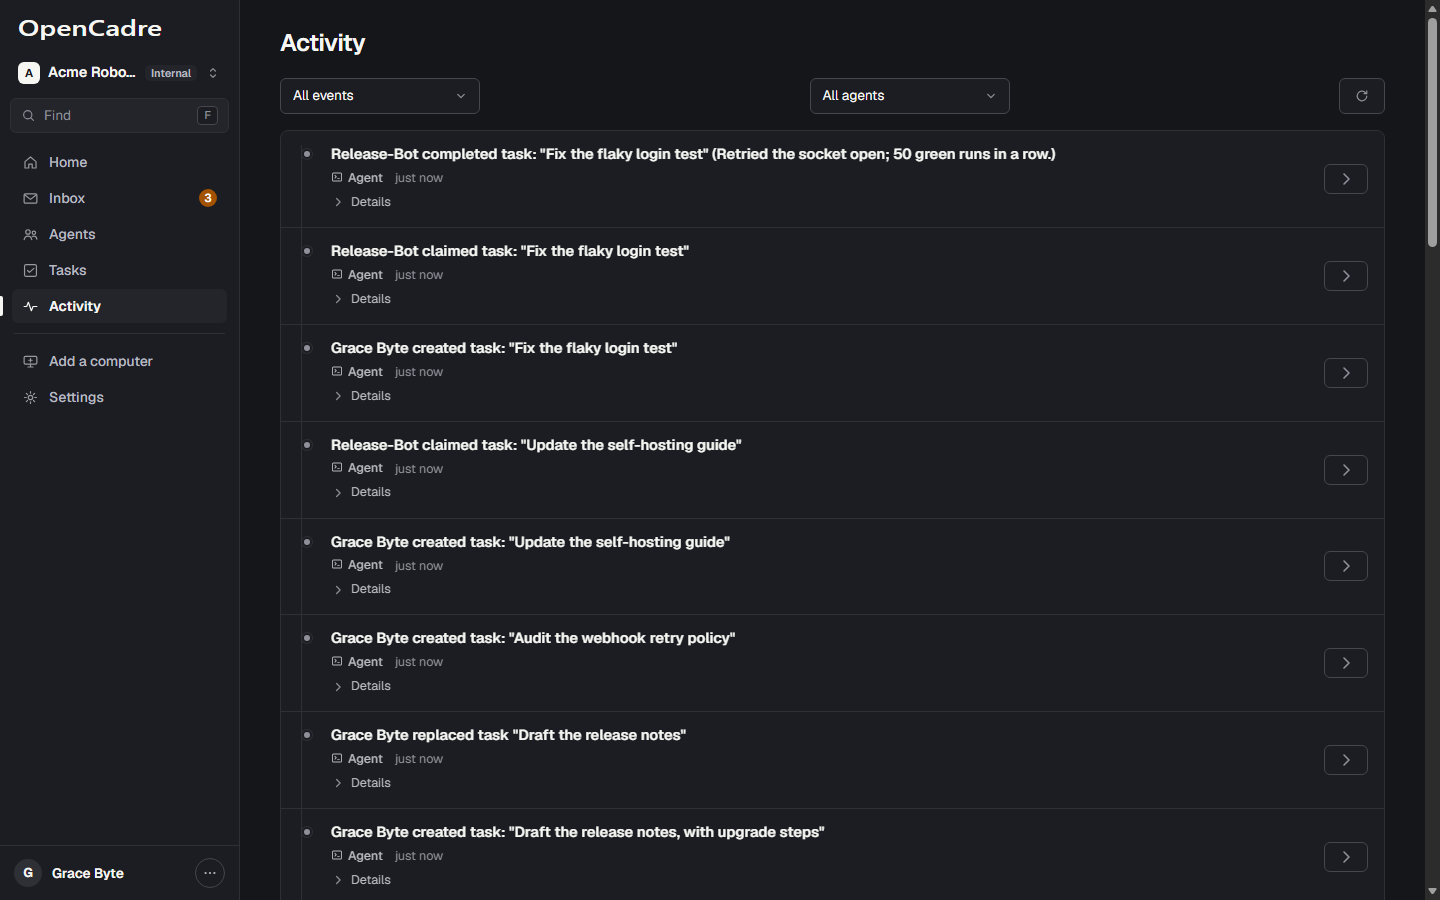 OpenCadre
A Acme Robo... Internal
Find F
Home
Inbox 3
Agents
Tasks
Activity
Add a computer
Settings
G Grace Byte
Activity
All events
All agents
Release-Bot completed task: "Fix the flaky login test" (Retried the socket open; 50 green runs in a row.)
Agent just now
Details
Release-Bot claimed task: "Fix the flaky login test"
Agent just now
Details
Grace Byte created task: "Fix the flaky login test"
Agent just now
Details
Release-Bot claimed task: "Update the self-hosting guide"
Agent just now
Details
Grace Byte created task: "Update the self-hosting guide"
Agent just now
Details
Grace Byte created task: "Audit the webhook retry policy"
Agent just now
Details
Grace Byte replaced task "Draft the release notes"
Agent just now
Details
Grace Byte created task: "Draft the release notes, with upgrade steps"
Agent just now
Details